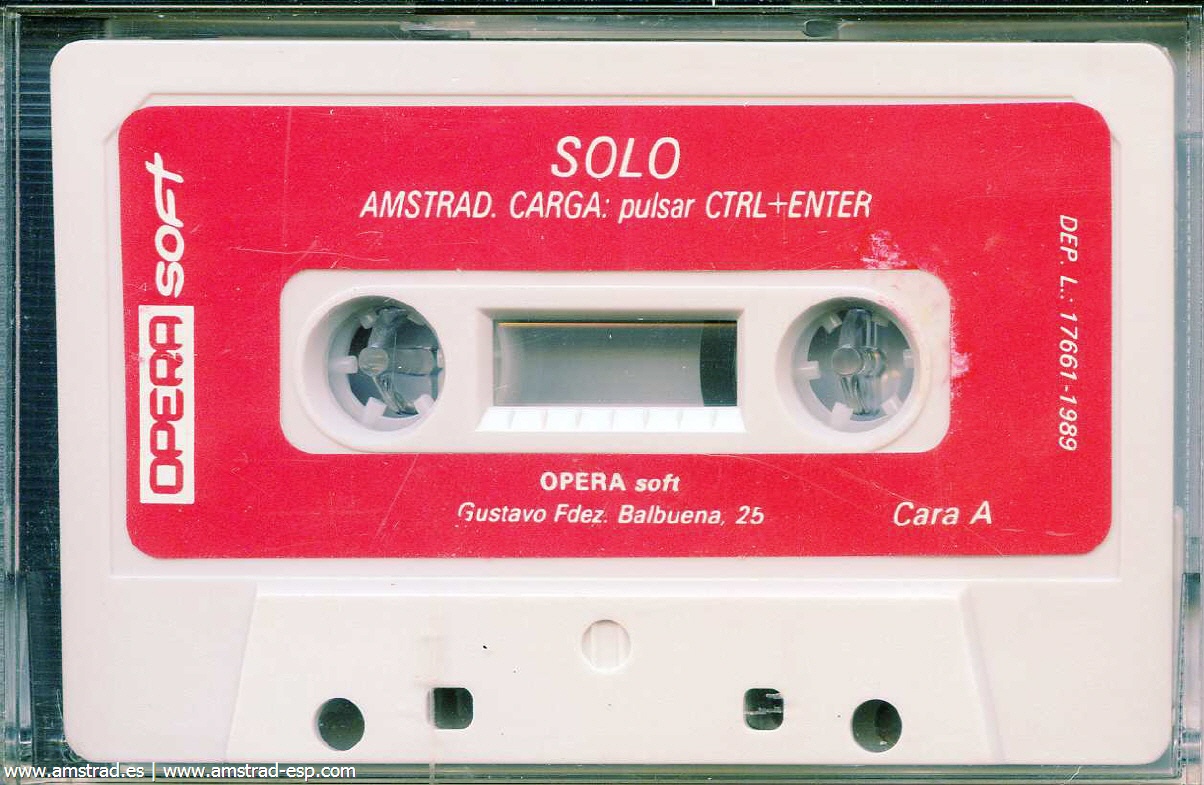 SOLO
AMSTRAD. CARGA: pulsar CTRL+ENTER
OPERA soft
DEP. L.: 17661-1989
OPERA soft
Gustavo Fdez. Balbuena, 25
Cara A
www.amstrad.es | www.amstrad-esp.com